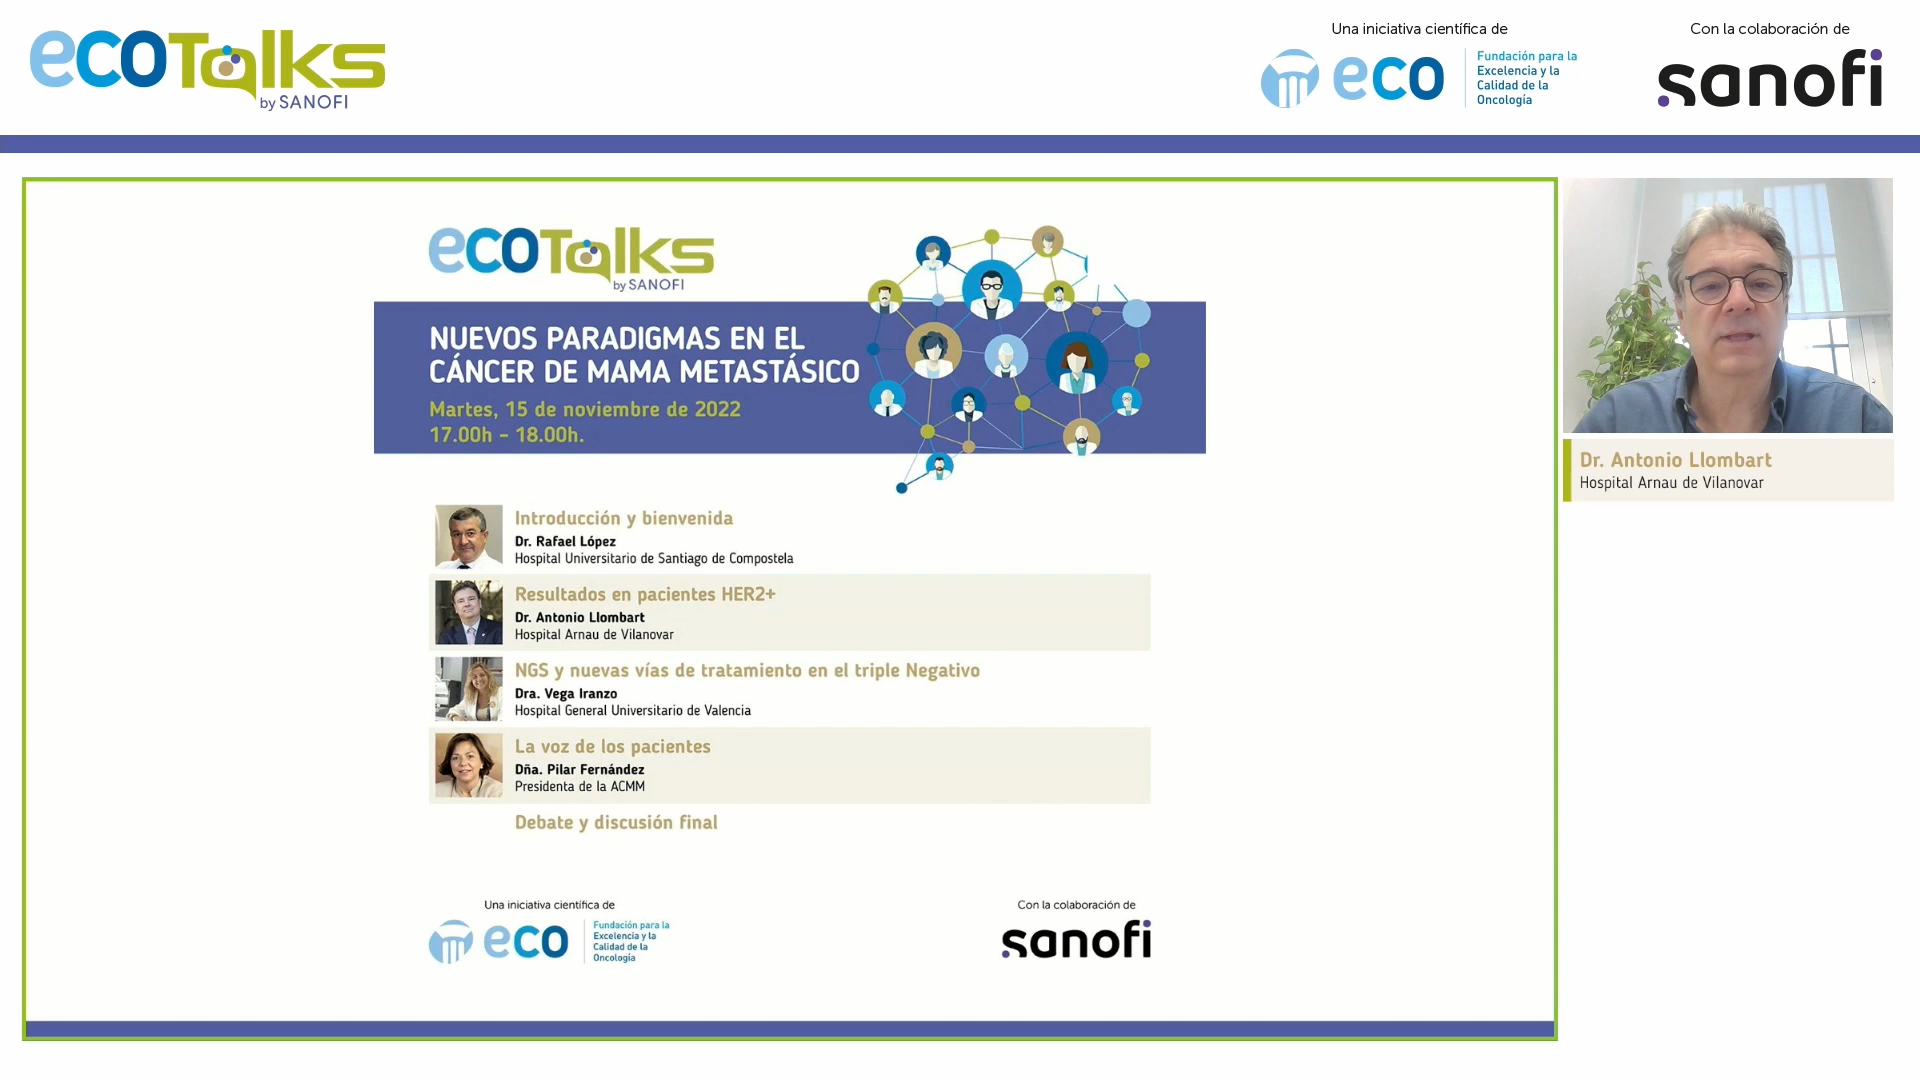 ecoTalks
by SANOFI
Una iniciativa científica de
eco
Fundación para la
Excelencia y la
Calidad de la
Oncología
Con la colaboración de
sanofi
ecoTalks
by SANOFI
NUEVOS PARADIGMAS EN EL
CÁNCER DE MAMA METASTÁSICO
Martes, 15 de noviembre de 2022
17.00h - 18.00h.
Introducción y bienvenida
Dr. Rafael López
Hospital Universitario de Santiago de Compostela
Resultados en pacientes HER2+
Dr. Antonio Llombart
Hospital Arnau de Vilanovar
NGS y nuevas vías de tratamiento en el triple Negativo
Dra. Vega Iranzo
Hospital General Universitario de Valencia
La voz de los pacientes
Dña. Pilar Fernández
Presidenta de la ACMM
Debate y discusión final
Una iniciativa científica de
eco
Fundación para la
Excelencia y la
Calidad de la
Oncología
Con la colaboración de
sanofi
Dr. Antonio Llombart
Hospital Arnau de Vilanovar